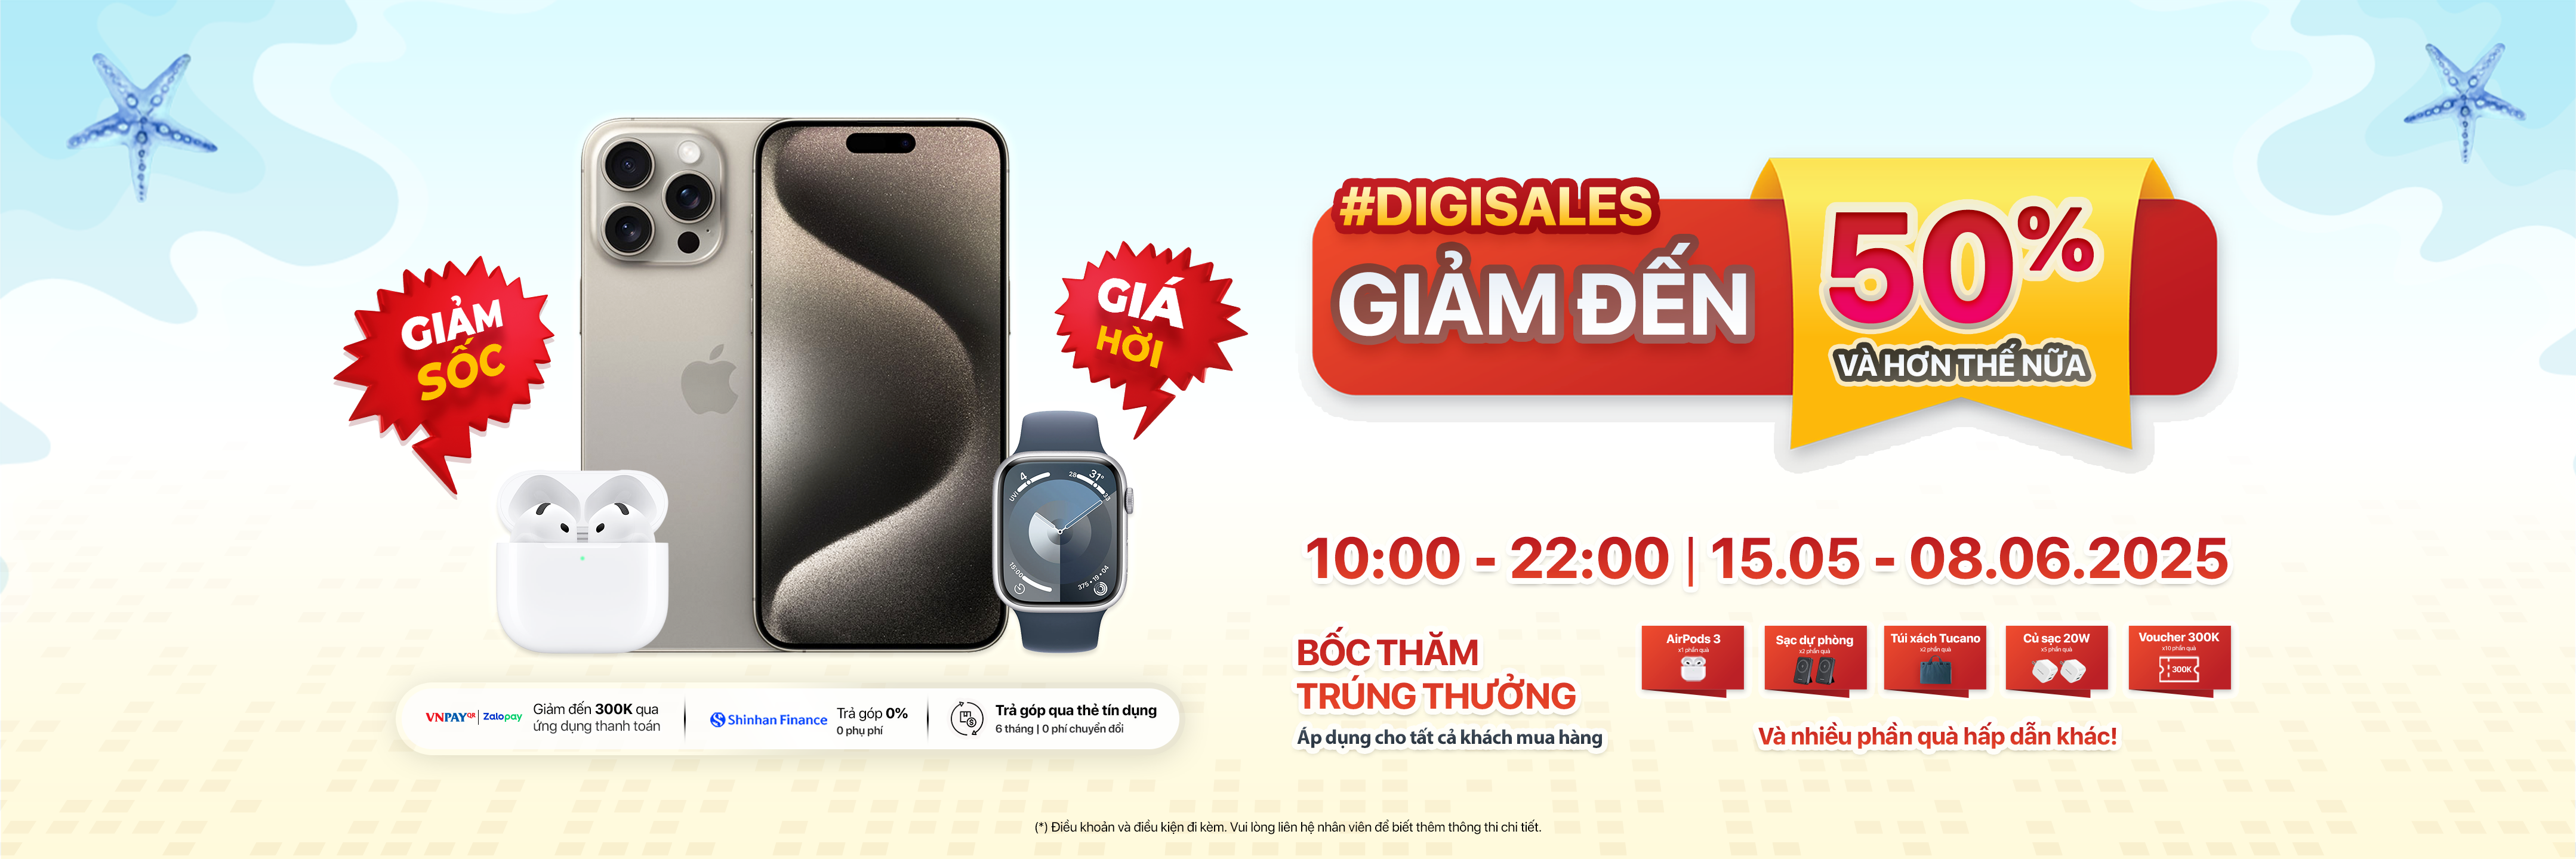 #DIGISALES
GIẢM ĐẾN
50%
VÀ HƠN THẾ NỮA
GIẢM
SỐC
GIÁ
HỜI
10:00 - 22:00 | 15.05 - 08.06.2025
BỐC THĂM
TRÚNG THƯỞNG
Áp dụng cho tất cả khách mua hàng
AirPods 3
x1 phần quà
Sạc dự phòng
x2 phần quà
Túi xách Tucano
x2 phần quà
Củ sạc 20W
x5 phần quà
Voucher 300K
x10 phần quà
300K
Và nhiều phần quà hấp dẫn khác!
VNPAYQR | Zalopay
Giảm đến 300K qua
ứng dụng thanh toán
Shinhan Finance
Trả góp 0%
0 phụ phí
Trả góp qua thẻ tín dụng
6 tháng | 0 phí chuyển đổi
(*) Điều khoản và điều kiện đi kèm. Vui lòng liên hệ nhân viên để biết thêm thông thi chi tiết.